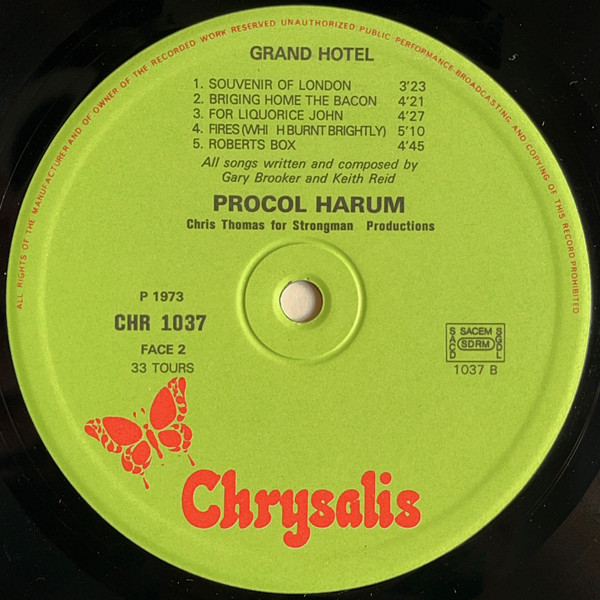 ALL RIGHTS OF THE MANUFACTURER AND OF OWNER OF THE RECORDED WORK RESERVED UNAUTHORIZED PUBLIC PERFORMANCE BROADCASTING AND COPYING OF THIS RECORD PROHIBITED
GRAND HOTEL
1. SOUVENIR OF LONDON 3'23
2. BRIGING HOME THE BACON 4'21
3. FOR LIQUORICE JOHN 4'27
4. FIRES (WHI H BURNT BRIGHTLY) 5'10
5. ROBERTS BOX 4'45
All songs written and composed by
Gary Brooker and Keith Reid
PROCOL HARUM
Chris Thomas for Strongman Productions
P 1973
CHR 1037
FACE 2
33 TOURS
SACD SACEM SGDL
SDRM
1037 B
Chrysalis